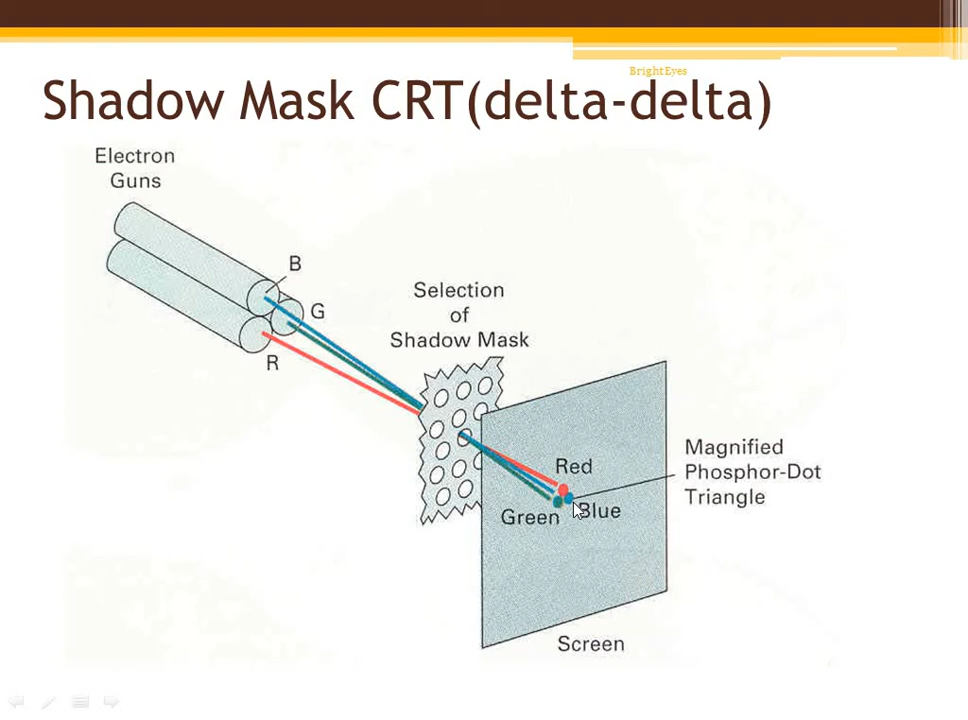 BrightEyes
Shadow Mask CRT(delta-delta)
Electron
Guns
B
G
R
Selection
of
Shadow Mask
Magnified
Phosphor-Dot
Triangle
Red
Green
Blue
Screen